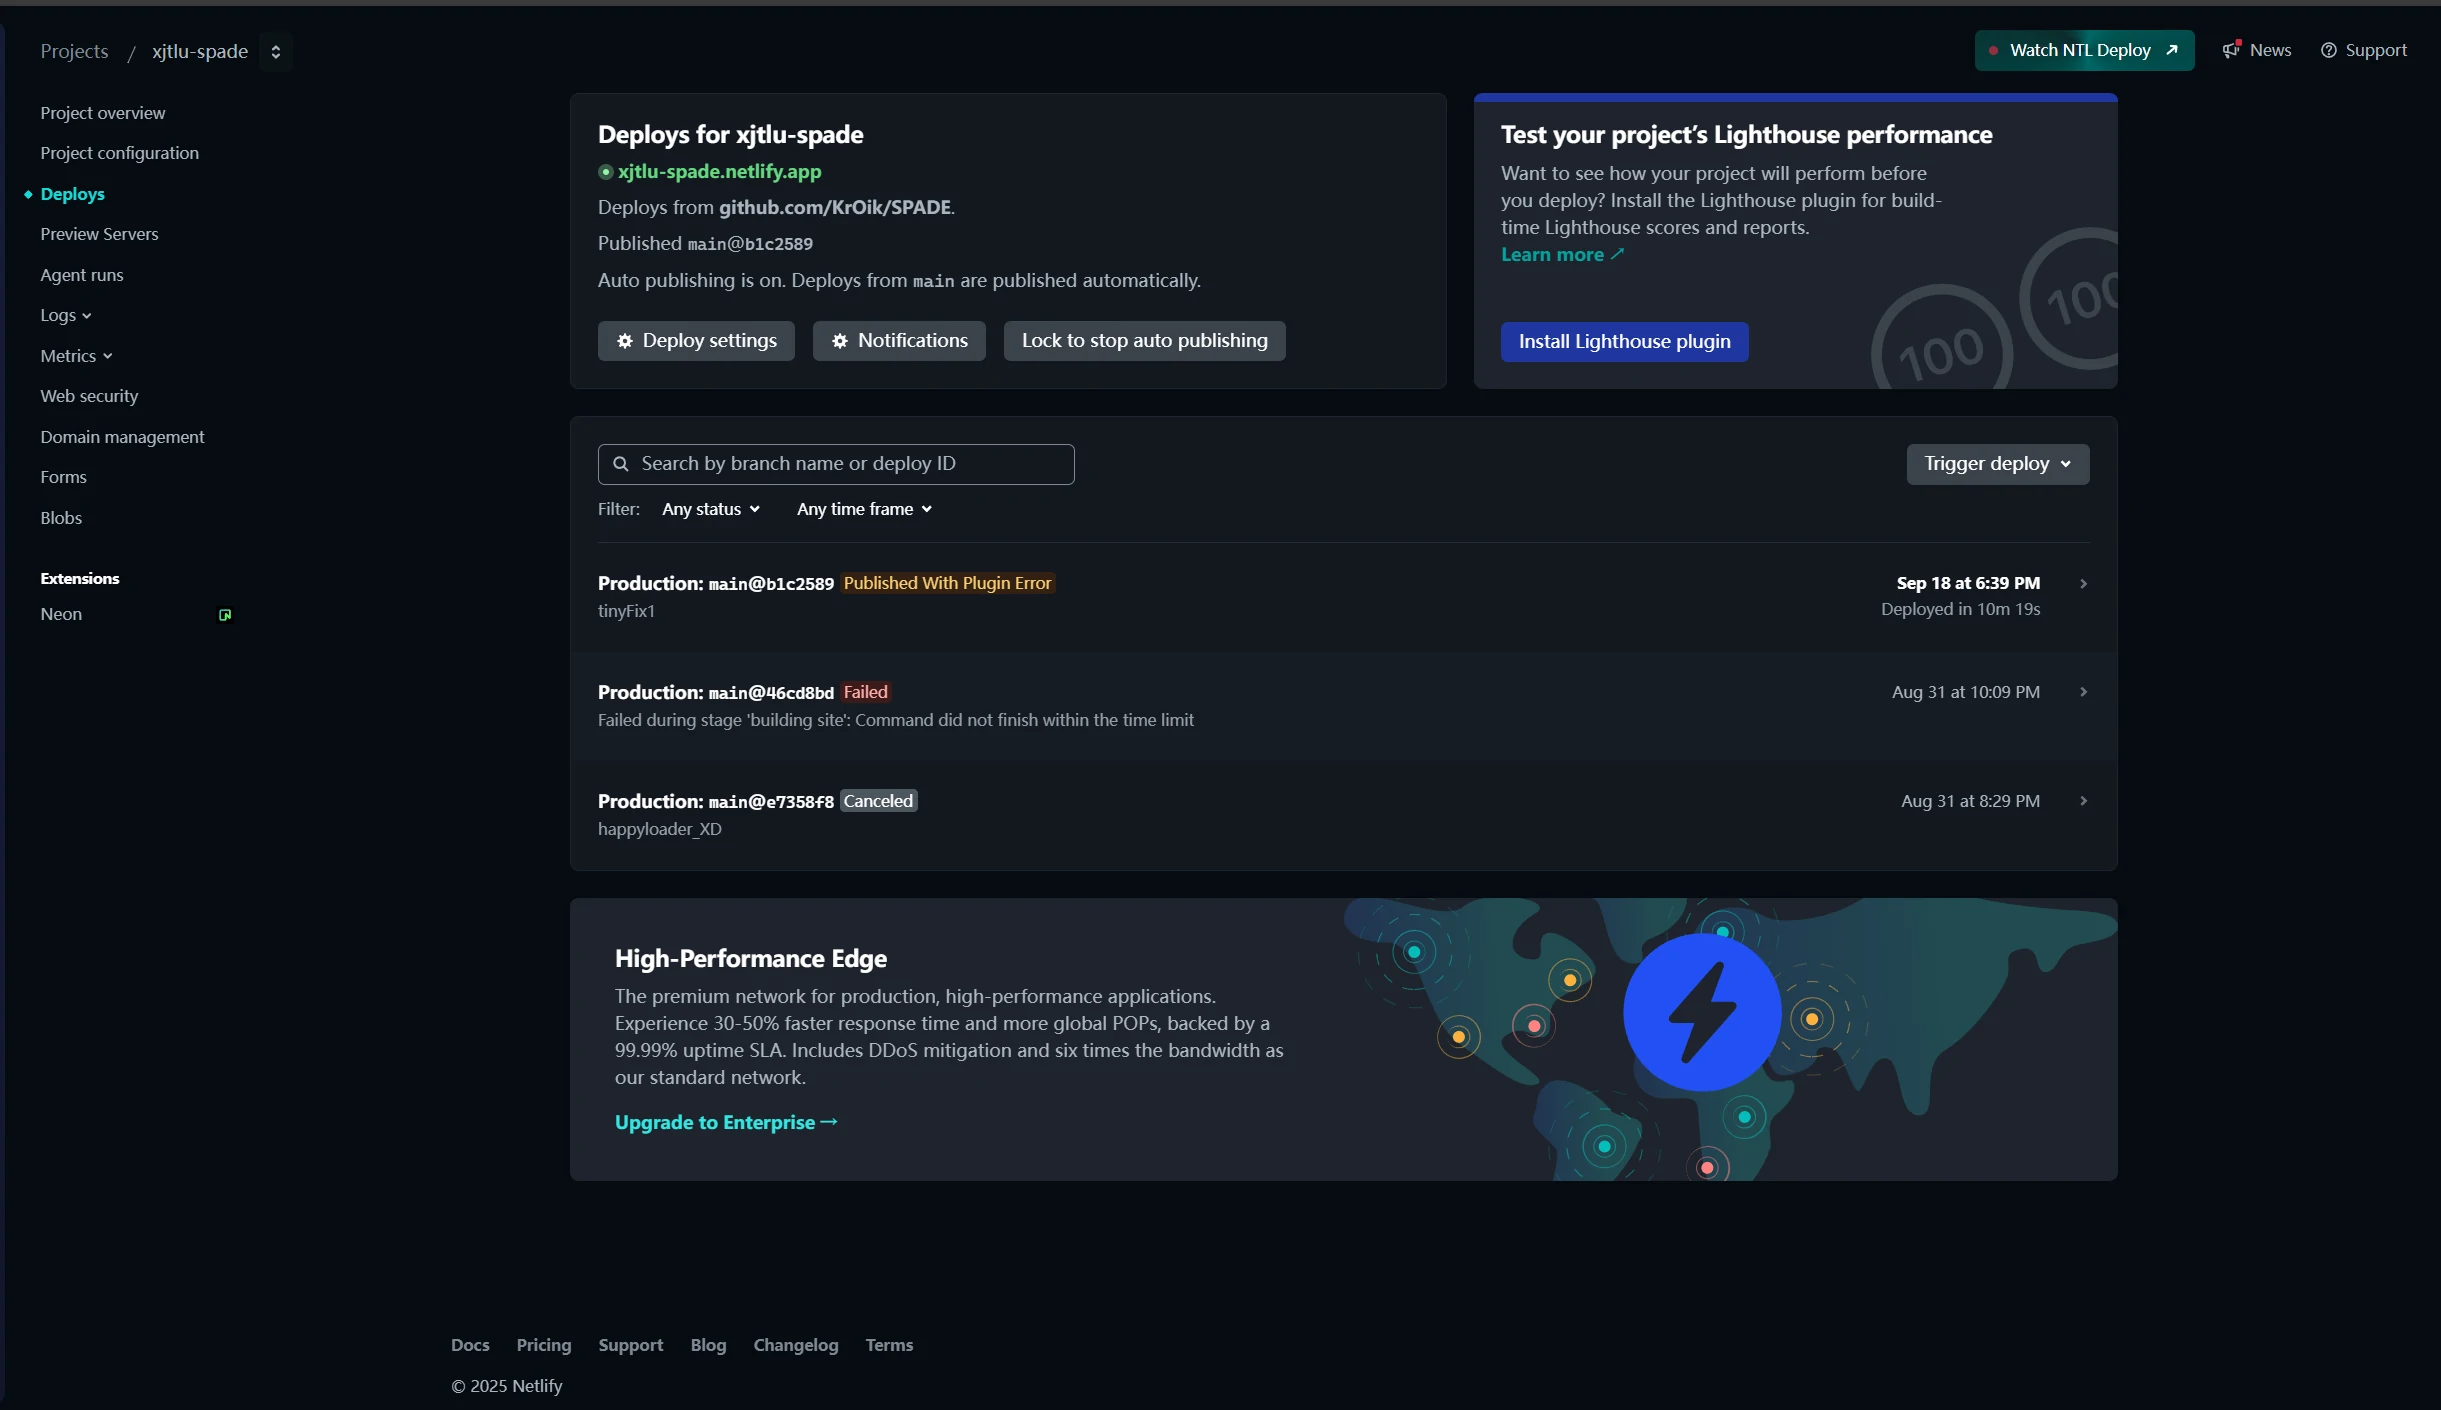 Projects / xjtlu-spade
Watch NTL Deploy
News
Support
Project overview
Project configuration
Deploys
Preview Servers
Agent runs
Logs
Metrics
Web security
Domain management
Forms
Blobs
Extensions
Neon
Deploys for xjtlu-spade
xjtlu-spade.netlify.app
Deploys from github.com/KrOik/SPADE.
Published main@b1c2589
Auto publishing is on. Deploys from main are published automatically.
Deploy settings
Notifications
Lock to stop auto publishing
Test your project’s Lighthouse performance
Want to see how your project will perform before
you deploy? Install the Lighthouse plugin for build-
time Lighthouse scores and reports.
Learn more
Install Lighthouse plugin
100
100
Search by branch name or deploy ID
Trigger deploy
Filter: Any status Any time frame
Production: main@b1c2589 Published With Plugin Error
tinyFix1
Sep 18 at 6:39 PM
Deployed in 10m 19s
Production: main@46cd8bd Failed
Failed during stage 'building site': Command did not finish within the time limit
Aug 31 at 10:09 PM
Production: main@e7358f8 Canceled
happyloader_XD
Aug 31 at 8:29 PM
High-Performance Edge
The premium network for production, high-performance applications.
Experience 30-50% faster response time and more global POPs, backed by a
99.99% uptime SLA. Includes DDoS mitigation and six times the bandwidth as
our standard network.
Upgrade to Enterprise →
Docs Pricing Support Blog Changelog Terms
© 2025 Netlify